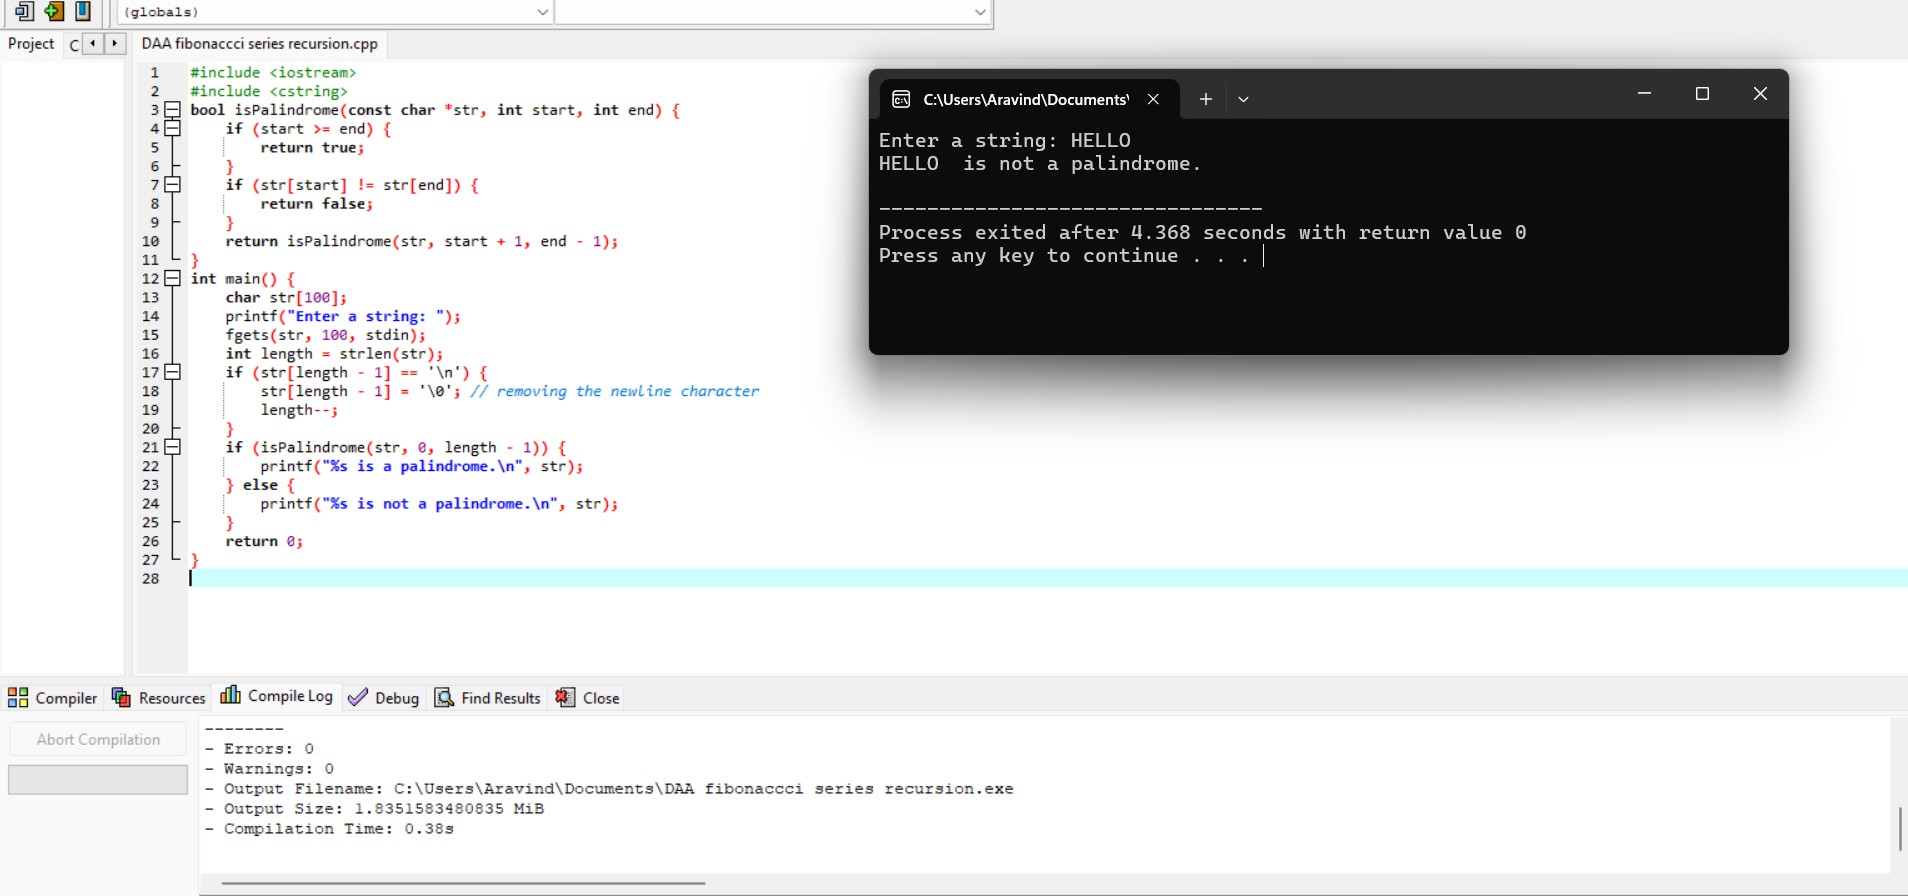 (globals)
Project C DAA fibonaccci series recursion.cpp
1 #include <iostream>
2 #include <cstring>
3 bool isPalindrome(const char *str, int start, int end) {
4     if (start >= end) {
5         return true;
6     }
7     if (str[start] != str[end]) {
8         return false;
9     }
10     return isPalindrome(str, start + 1, end - 1);
11 }
12 int main() {
13     char str[100];
14     printf("Enter a string: ");
15     fgets(str, 100, stdin);
16     int length = strlen(str);
17     if (str[length - 1] == '\n') {
18         str[length - 1] = '\0'; // removing the newline character
19         length--;
20     }
21     if (isPalindrome(str, 0, length - 1)) {
22         printf("%s is a palindrome.\n", str);
23     } else {
24         printf("%s is not a palindrome.\n", str);
25     }
26     return 0;
27 }
28
C:\Users\Aravind\Documents\
Enter a string: HELLO
HELLO  is not a palindrome.
--------------------------------
Process exited after 4.368 seconds with return value 0
Press any key to continue . . .
Compiler Resources Compile Log Debug Find Results Close
Abort Compilation
--------
- Errors: 0
- Warnings: 0
- Output Filename: C:\Users\Aravind\Documents\DAA fibonaccci series recursion.exe
- Output Size: 1.8351583480835 MiB
- Compilation Time: 0.38s